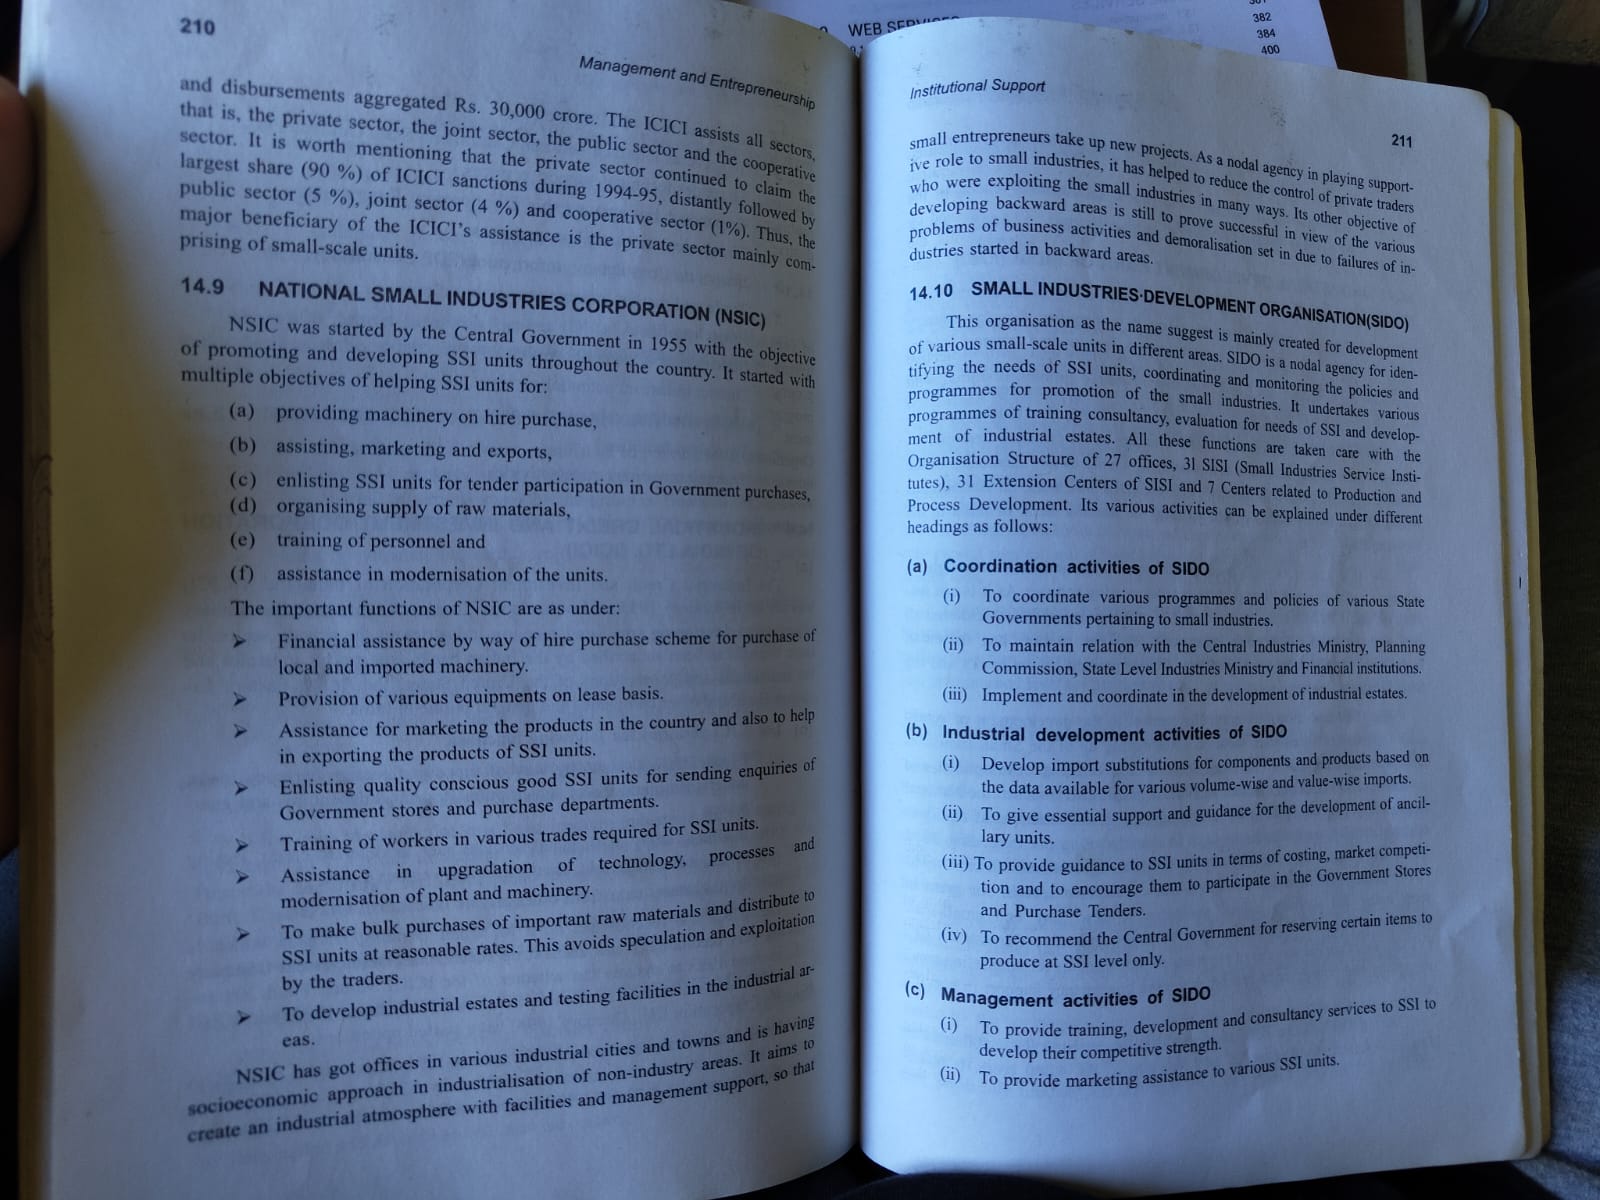 WEB SERVICES
382
384
400
210
Management and Entrepreneurship
and disbursements aggregated Rs. 30,000 crore. The ICICI assists all sectors,
that is, the private sector, the joint sector, the public sector and the cooperative
sector. It is worth mentioning that the private sector continued to claim the
largest share (90 %) of ICICI sanctions during 1994-95, distantly followed by
public sector (5 %), joint sector (4 %) and cooperative sector (1%). Thus, the
major beneficiary of the ICICI's assistance is the private sector mainly com-
prising of small-scale units.
14.9 NATIONAL SMALL INDUSTRIES CORPORATION (NSIC)
NSIC was started by the Central Government in 1955 with the objective
of promoting and developing SSI units throughout the country. It started with
multiple objectives of helping SSI units for:
(a) providing machinery on hire purchase,
(b) assisting, marketing and exports,
(c) enlisting SSI units for tender participation in Government purchases,
(d) organising supply of raw materials,
(e) training of personnel and
(f) assistance in modernisation of the units.
The important functions of NSIC are as under:
➢ Financial assistance by way of hire purchase scheme for purchase of
local and imported machinery.
➢ Provision of various equipments on lease basis.
➢ Assistance for marketing the products in the country and also to help
in exporting the products of SSI units.
➢ Enlisting quality conscious good SSI units for sending enquiries of
Government stores and purchase departments.
➢ Training of workers in various trades required for SSI units.
➢ Assistance in upgradation of technology, processes and
modernisation of plant and machinery.
➢ To make bulk purchases of important raw materials and distribute to
SSI units at reasonable rates. This avoids speculation and exploitation
by the traders.
➢ To develop industrial estates and testing facilities in the industrial ar-
eas.
NSIC has got offices in various industrial cities and towns and is having
socioeconomic approach in industrialisation of non-industry areas. It aims to
create an industrial atmosphere with facilities and management support, so that
Institutional Support
211
small entrepreneurs take up new projects. As a nodal agency in playing support-
ive role to small industries, it has helped to reduce the control of private traders
who were exploiting the small industries in many ways. Its other objective of
developing backward areas is still to prove successful in view of the various
problems of business activities and demoralisation set in due to failures of in-
dustries started in backward areas.
14.10 SMALL INDUSTRIES DEVELOPMENT ORGANISATION(SIDO)
This organisation as the name suggest is mainly created for development
of various small-scale units in different areas. SIDO is a nodal agency for iden-
tifying the needs of SSI units, coordinating and monitoring the policies and
programmes for promotion of the small industries. It undertakes various
programmes of training consultancy, evaluation for needs of SSI and develop-
ment of industrial estates. All these functions are taken care with the
Organisation Structure of 27 offices, 31 SISI (Small Industries Service Insti-
tutes), 31 Extension Centers of SISI and 7 Centers related to Production and
Process Development. Its various activities can be explained under different
headings as follows:
(a) Coordination activities of SIDO
(i) To coordinate various programmes and policies of various State
Governments pertaining to small industries.
(ii) To maintain relation with the Central Industries Ministry, Planning
Commission, State Level Industries Ministry and Financial institutions.
(iii) Implement and coordinate in the development of industrial estates.
(b) Industrial development activities of SIDO
(i) Develop import substitutions for components and products based on
the data available for various volume-wise and value-wise imports.
(ii) To give essential support and guidance for the development of ancil-
lary units.
(iii) To provide guidance to SSI units in terms of costing, market competi-
tion and to encourage them to participate in the Government Stores
and Purchase Tenders.
(iv) To recommend the Central Government for reserving certain items to
produce at SSI level only.
(c) Management activities of SIDO
(i) To provide training, development and consultancy services to SSI to
develop their competitive strength.
(ii) To provide marketing assistance to various SSI units.